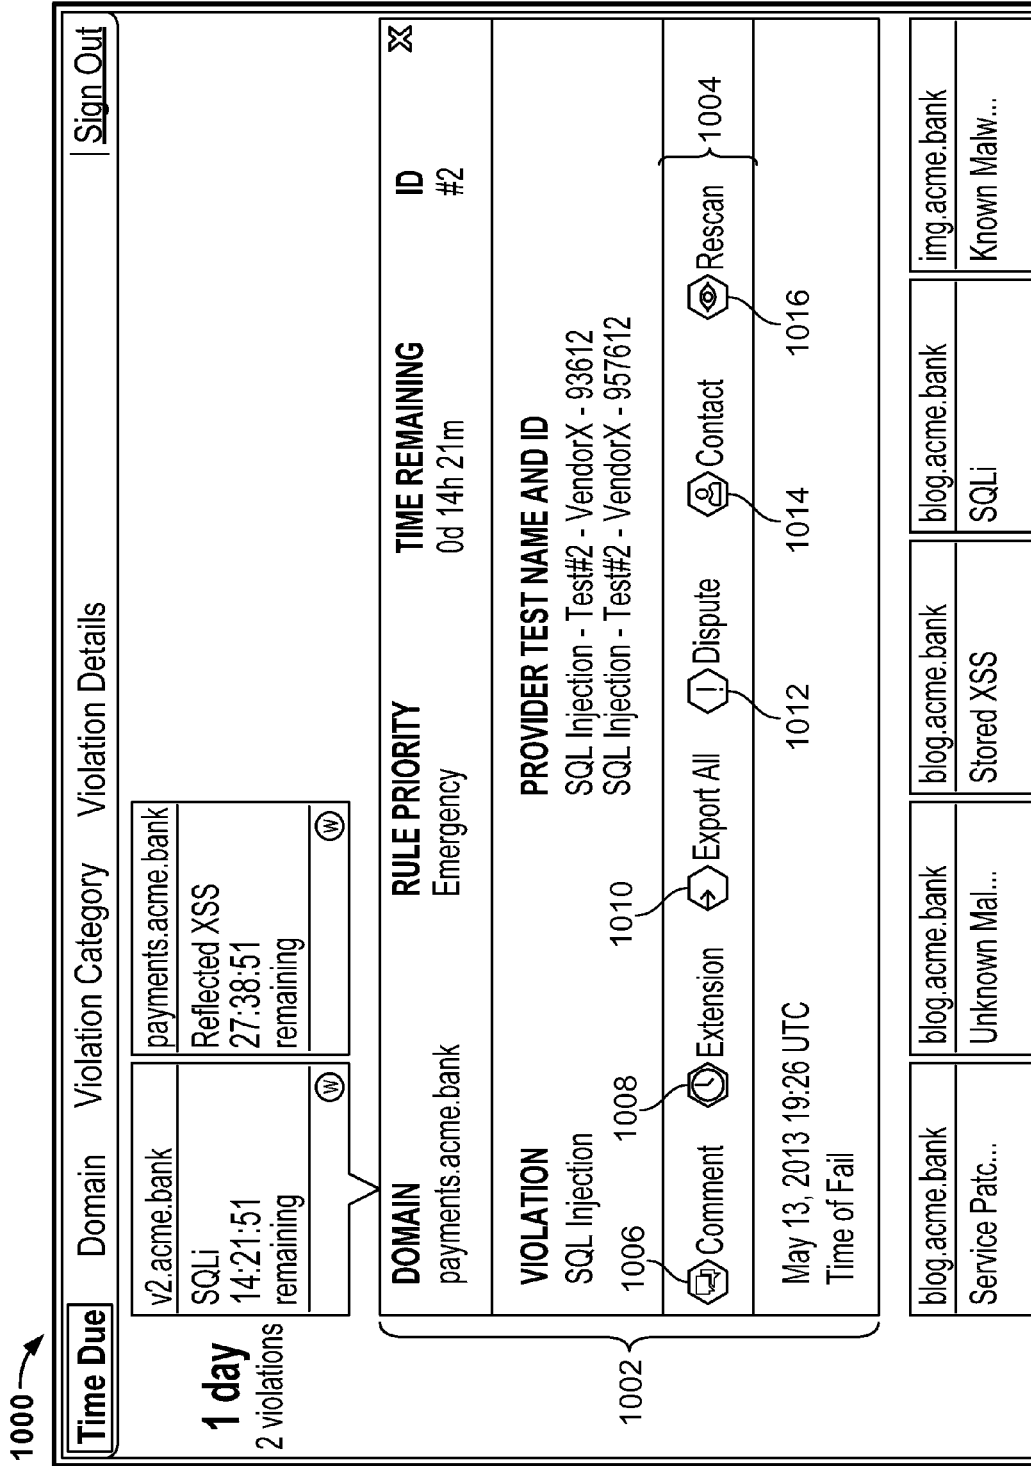 1000
Time Due Domain Violation Category Violation Details Sign Out
1 day
2 violations
v2.acme.bank
SQLi
14:21:51
remaining
W
payments.acme.bank
Reflected XSS
27:38:51
remaining
W
DOMAIN RULE PRIORITY TIME REMAINING ID
payments.acme.bank Emergency 0d 14h 21m #2
VIOLATION PROVIDER TEST NAME AND ID
SQL Injection SQL Injection - Test#2 - VendorX - 93612
SQL Injection - Test#2 - VendorX - 957612
1002
1006 1008 1010
Comment Extension Export All Dispute Contact Rescan 1004
1012 1014 1016
May 13, 2013 19:26 UTC
Time of Fail
blog.acme.bank
Service Patc...
blog.acme.bank
Unknown Mal...
blog.acme.bank
Stored XSS
blog.acme.bank
SQLi
img.acme.bank
Known Malw...